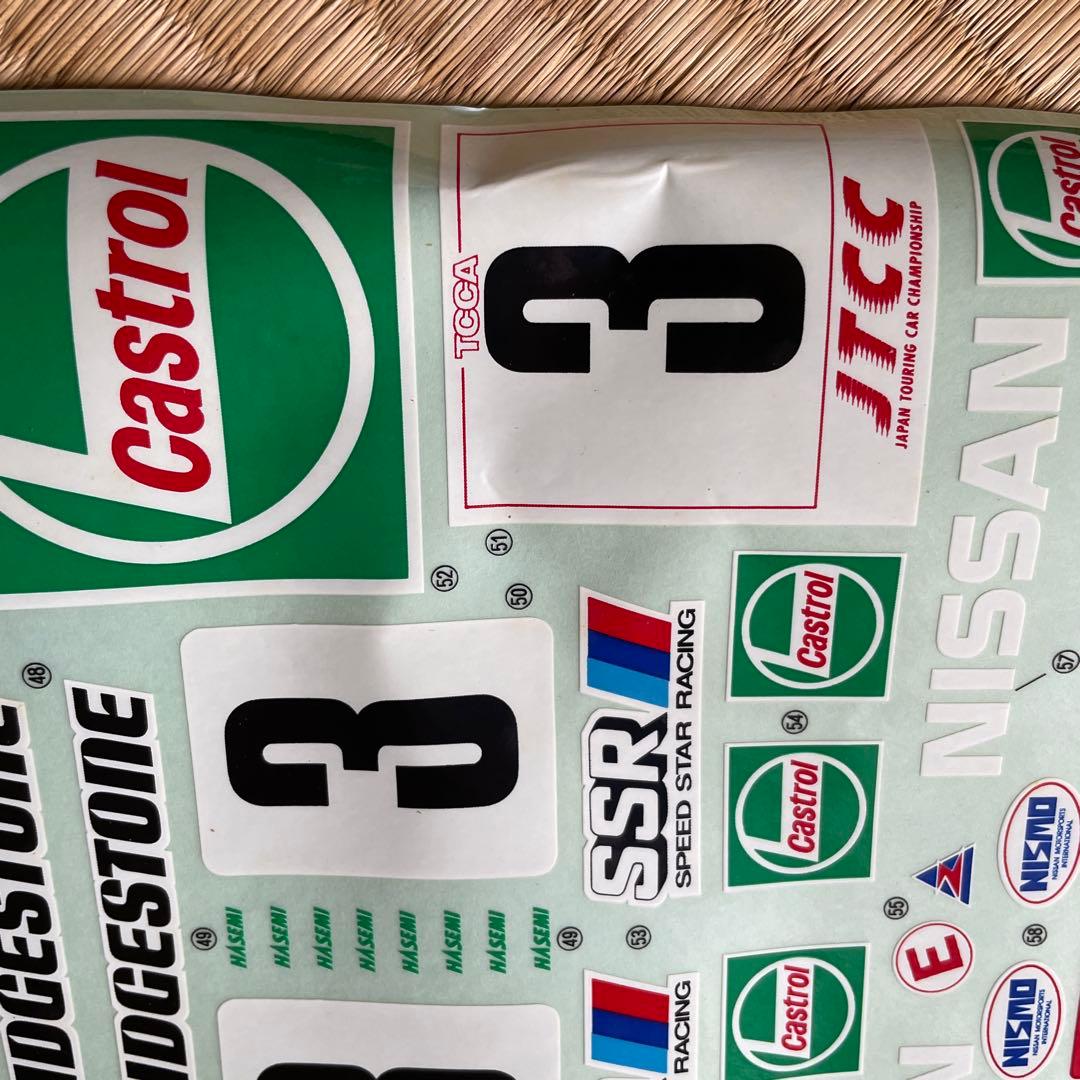 Castrol
TCCA
3
JTCC
JAPAN TOURING CAR CHAMPIONSHIP
Castrol
NISSAN
51
52
50
48
3
SSR
SPEED STAR RACING
Castrol
54
Castrol
57
BRIDGESTONE
49
HASEMI
HASEMI
HASEMI
HASEMI
HASEMI
HASEMI
HASEMI
HASEMI
49
53
55
E
NISMO
NISSAN MOTORSPORTS
INTERNATIONAL
58
RACING
Castrol
NISMO
NISSAN MOTORSPORTS
INTERNATIONAL
N